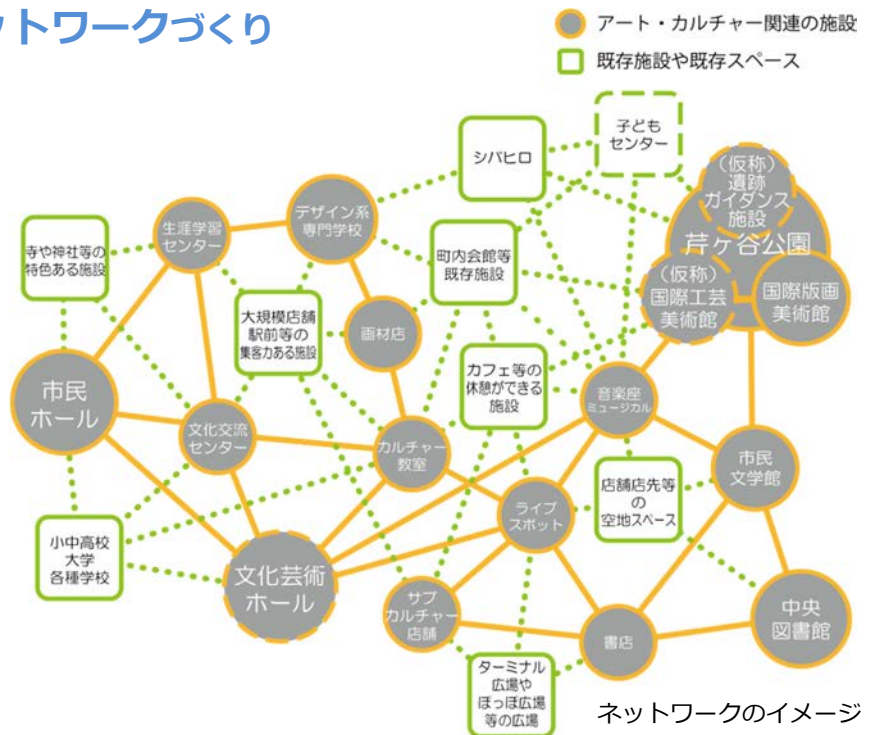 ットワークづくり
アート・カルチャー関連の施設
既存施設や既存スペース
子ども
センター
シバヒロ
(仮称)
遺跡
ガイダンス
施設
芹ヶ谷公園
デザイン系
専門学校
生涯学習
センター
寺や神社等の
特色ある施設
町内会館等
既存施設
(仮称)
国際工芸
美術館
国際版画
美術館
大規模店舗
駅前等の
集客力ある施設
画材店
カフェ等の
休憩ができる
施設
市民
ホール
音楽座
ミュージカル
文化交流
センター
カルチャー
教室
市民
文学館
店舗店先等
の
空地スペース
ライブ
スポット
小中高校
大学
各種学校
文化芸術
ホール
サブ
カルチャー
店舗
中央
図書館
書店
ターミナル
広場や
ぽっぽ広場
等の広場
ネットワークのイメージ